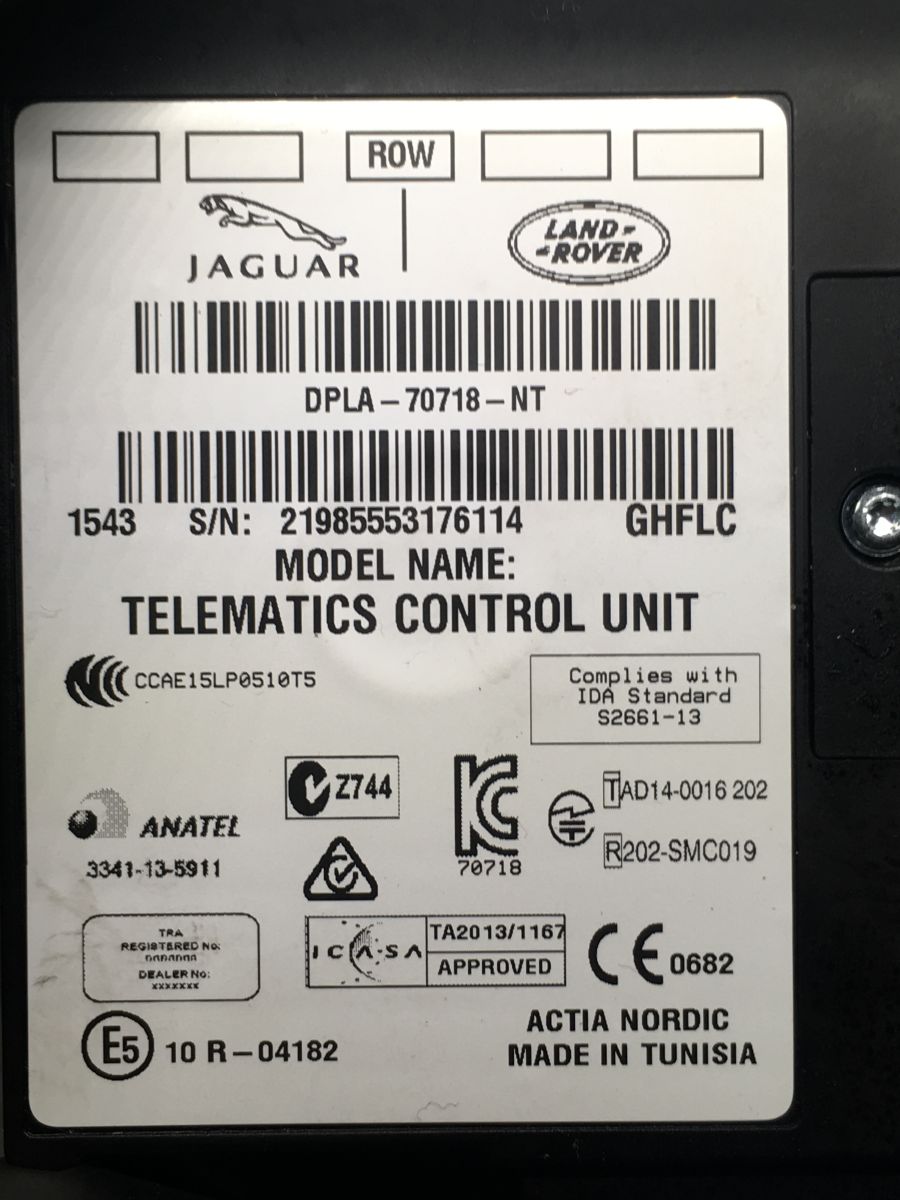 ROW
JAGUAR
LAND-
-ROVER
DPLA-70718-NT
1543 S/N: 21985553176114 GHFLC
MODEL NAME:
TELEMATICS CONTROL UNIT
CCAE15LP0510T5
Complies with
IDA Standard
S2661-13
Z744
ANATEL
3341-13-5911
KC
70718
TAD14-0016 202
R202-SMC019
TRA
REGISTERED No:
DEALER No:
xxxxxxx
ICASA
TA2013/1167
APPROVED
CE 0682
E5 10 R-04182
ACTIA NORDIC
MADE IN TUNISIA